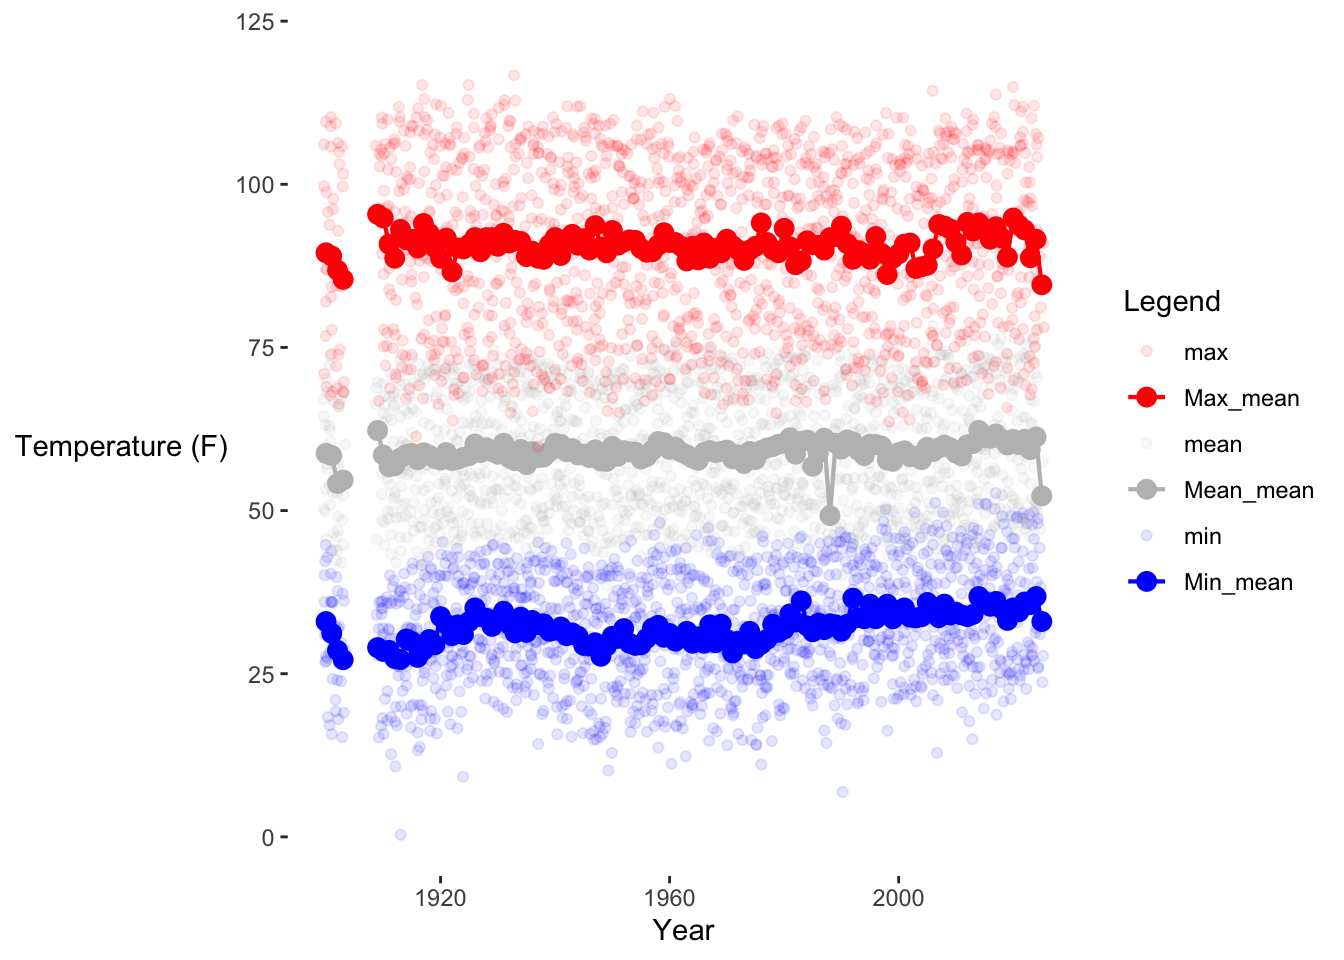 125
100
75
50
25
0
Temperature (F)
1920
1960
2000
Year
Legend
max
Max_mean
mean
Mean_mean
min
Min_mean